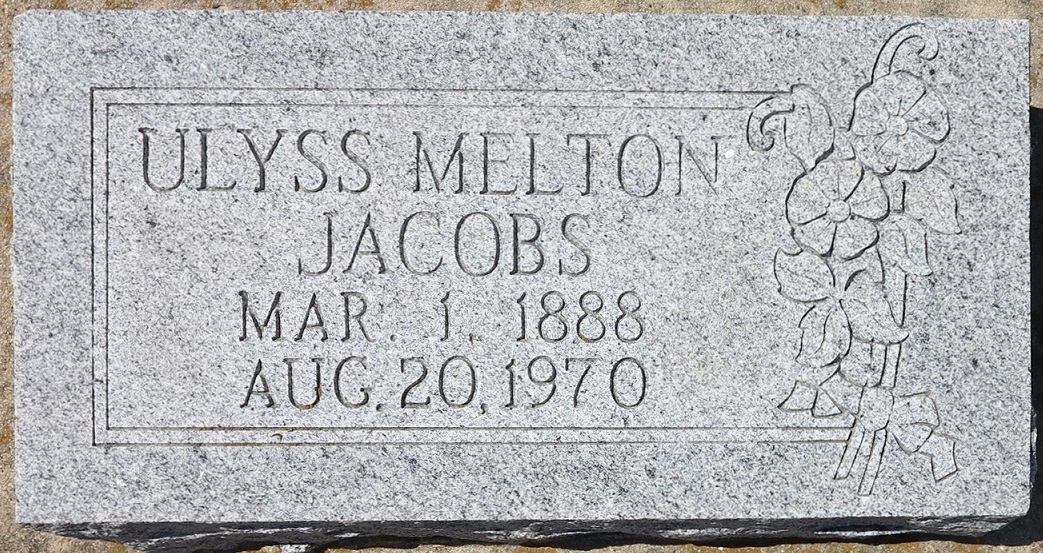 ULYSS MELTON
JACOBS
MAR. 1, 1888
AUG. 20, 1970